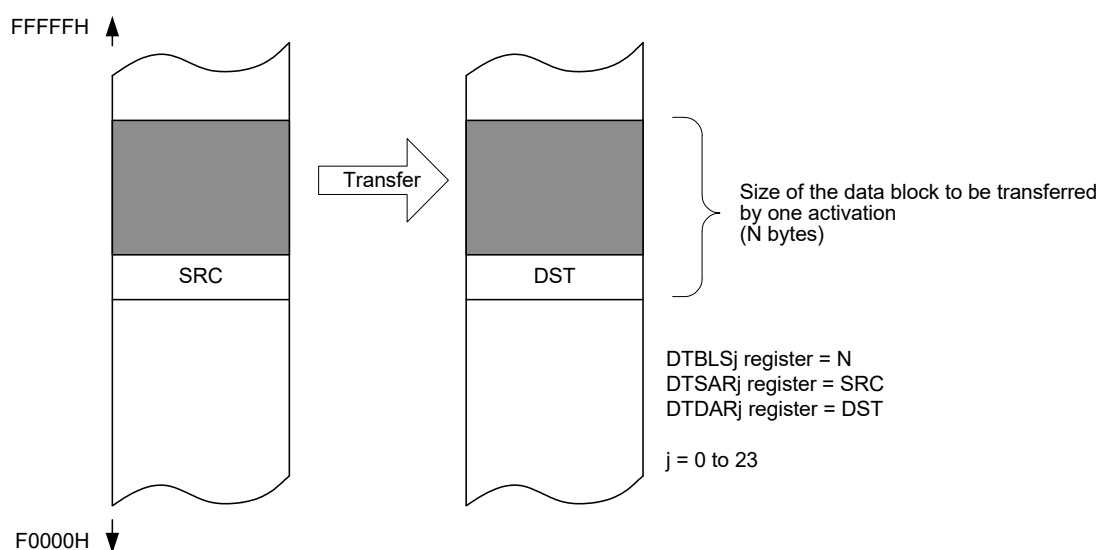 FFFFFH
Transfer
Size of the data block to be transferred
by one activation
(N bytes)
SRC
DST
DTBLSj register = N
DTSARj register = SRC
DTDARj register = DST
j = 0 to 23
F0000H